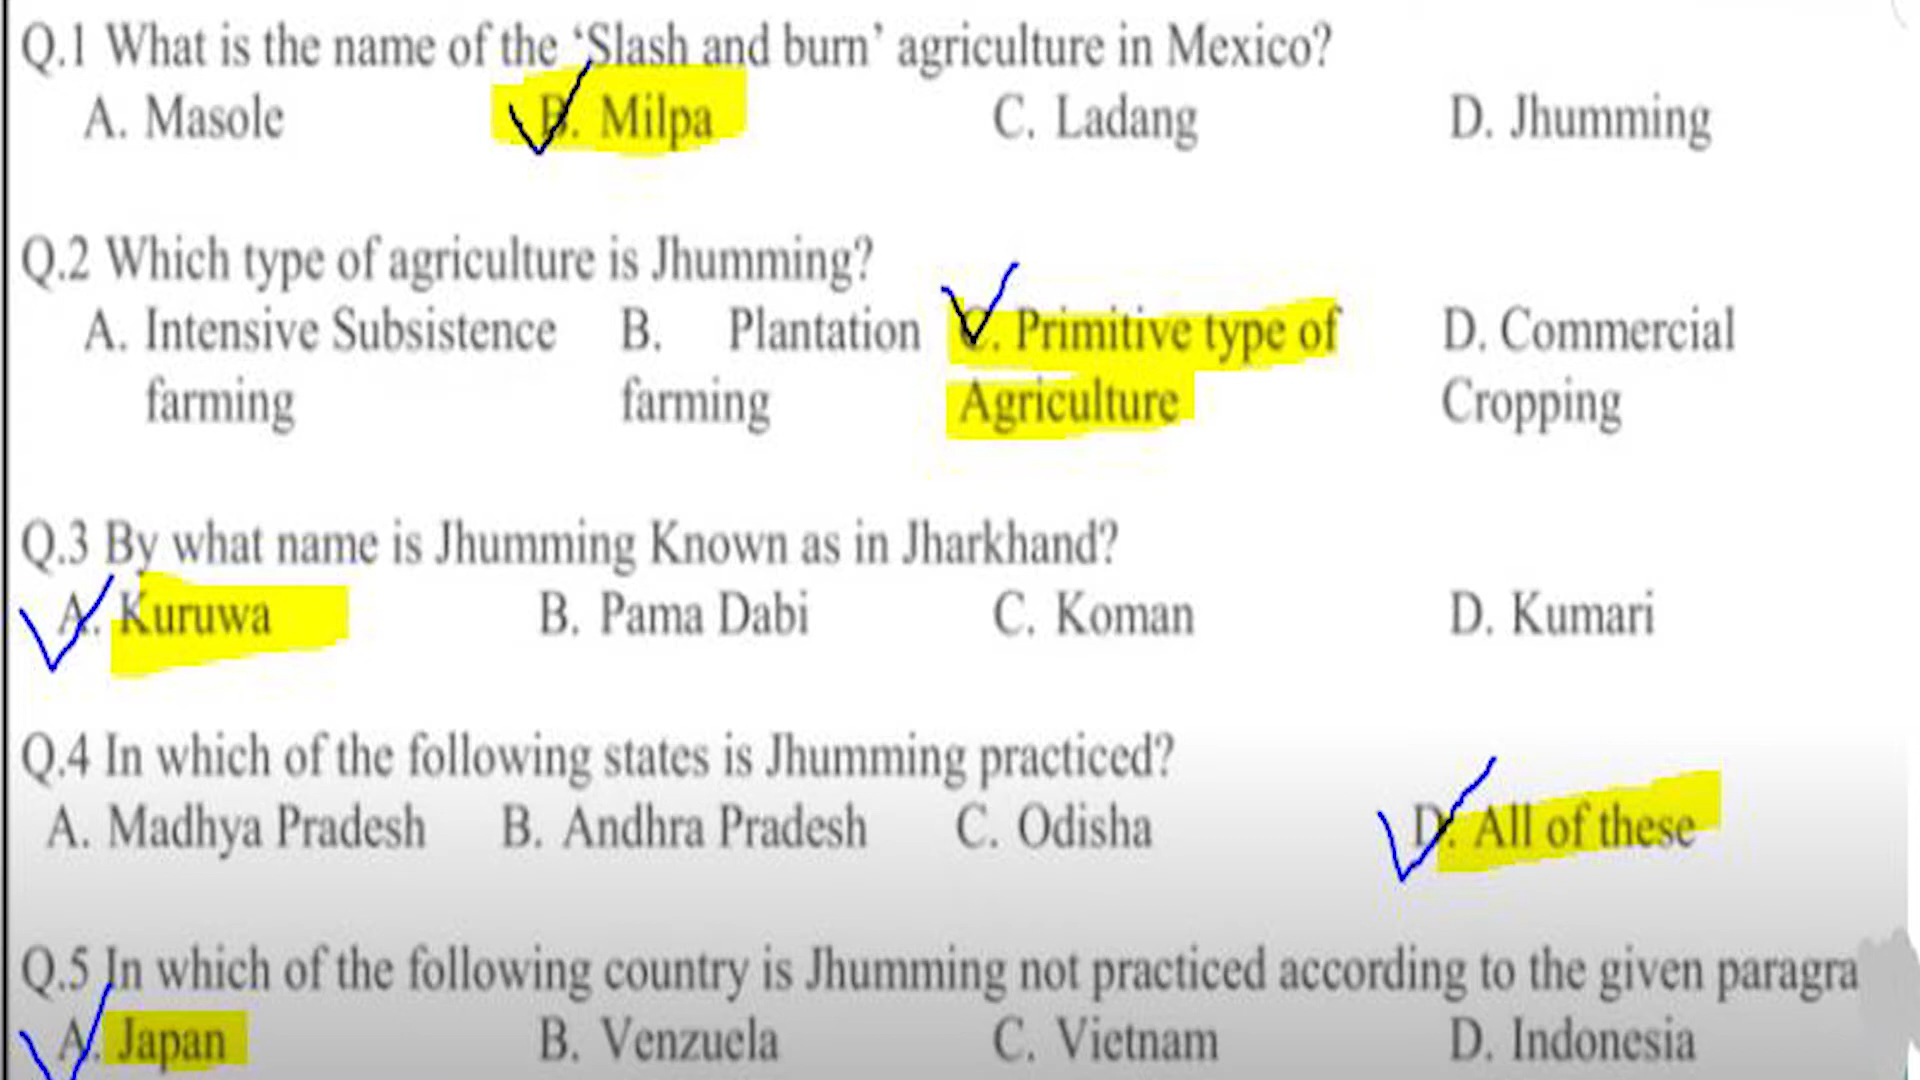 Q.1 What is the name of the ‘Slash and burn’ agriculture in Mexico?
A. Masole B. Milpa C. Ladang D. Jhumming
Q.2 Which type of agriculture is Jhumming?
A. Intensive Subsistence B. Plantation C. Primitive type of D. Commercial
farming farming Agriculture Cropping
Q.3 By what name is Jhumming Known as in Jharkhand?
A. Kuruwa B. Pama Dabi C. Koman D. Kumari
Q.4 In which of the following states is Jhumming practiced?
A. Madhya Pradesh B. Andhra Pradesh C. Odisha D. All of these
Q.5 In which of the following country is Jhumming not practiced according to the given paragra
A. Japan B. Venzuela C. Vietnam D. Indonesia